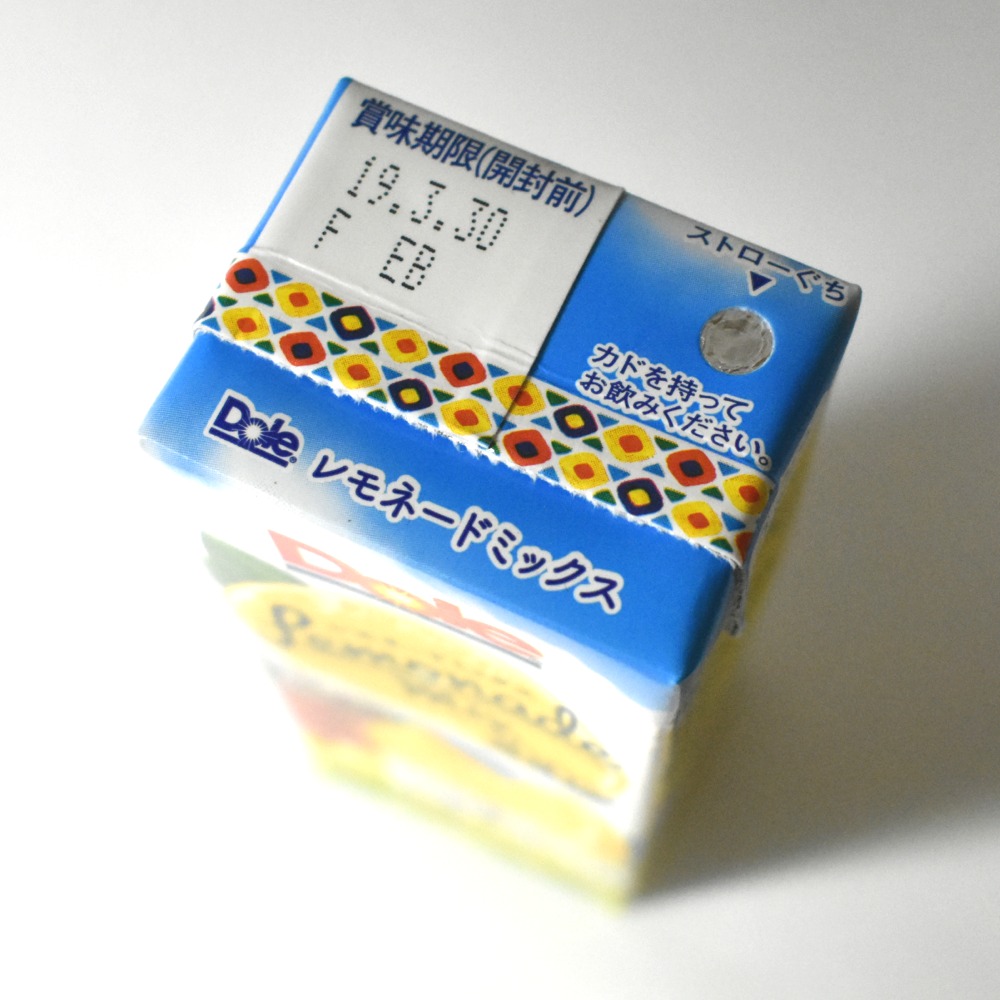 賞味期限(開封前)
19.3.30
F EB
ストローぐち
カドを持って
お飲みください。
Dole
レモネードミックス
Dole
Lemonade